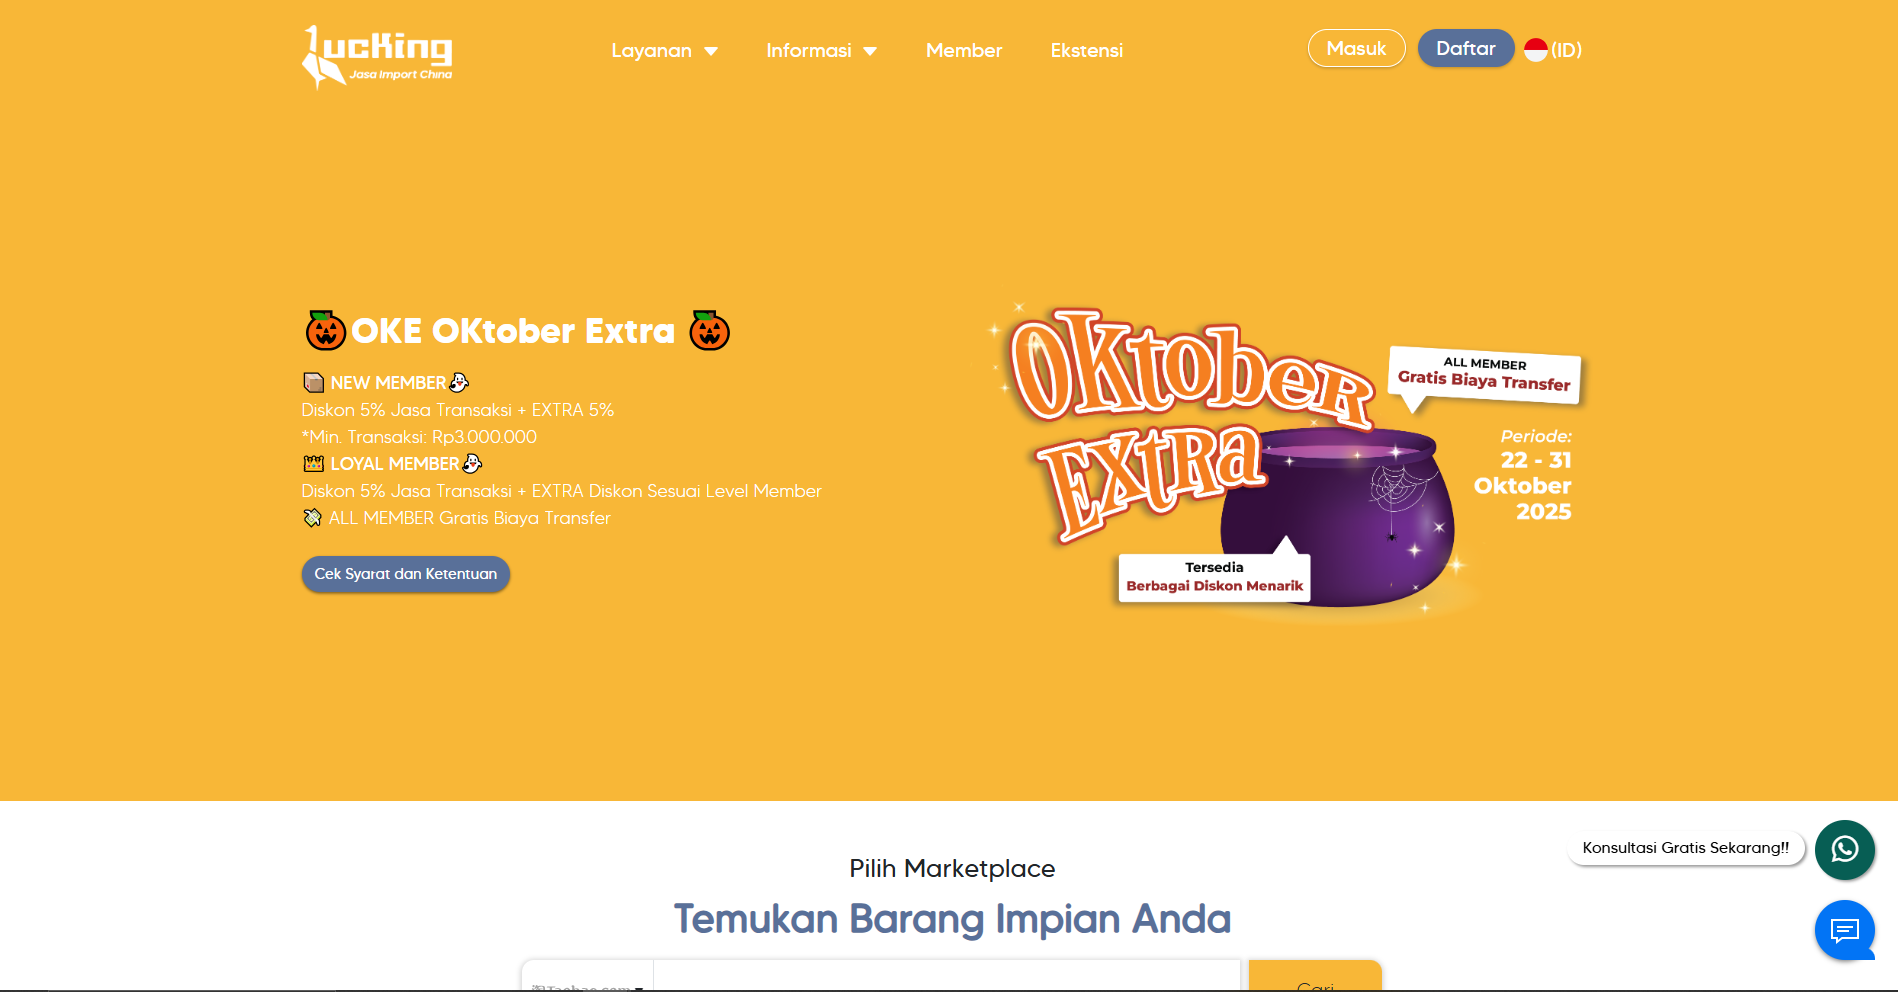 Lucking
Jasa Import China
Layanan
Informasi
Member
Ekstensi
Masuk
Daftar
(ID)
OKE OKtober Extra
NEW MEMBER
Diskon 5% Jasa Transaksi + EXTRA 5%
*Min. Transaksi: Rp3.000.000
LOYAL MEMBER
Diskon 5% Jasa Transaksi + EXTRA Diskon Sesuai Level Member
ALL MEMBER Gratis Biaya Transfer
Cek Syarat dan Ketentuan
OKtobeR
EXtRa
ALL MEMBER
Gratis Biaya Transfer
Periode:
22 - 31
Oktober
2025
Tersedia
Berbagai Diskon Menarik
Pilih Marketplace
Temukan Barang Impian Anda
Konsultasi Gratis Sekarang!!
Taobao.com
Cari